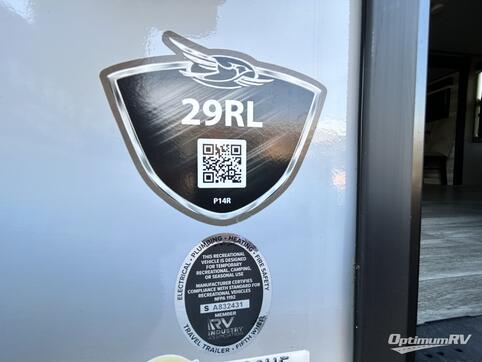 29RL
P14R
ELECTRICAL • PLUMBING • HEATING • FIRE SAFETY
THIS RECREATIONAL
VEHICLE IS DESIGNED
FOR TEMPORARY
RECREATIONAL, CAMPING,
OR SEASONAL USE
MANUFACTURER CERTIFIES
COMPLIANCE WITH STANDARD FOR
RECREATIONAL VEHICLES
NFPA 1192
S A832431
MEMBER
RV
INDUSTRY
ASSOCIATION
TRAVEL TRAILER • FIFTH WHEEL
OptimumRV